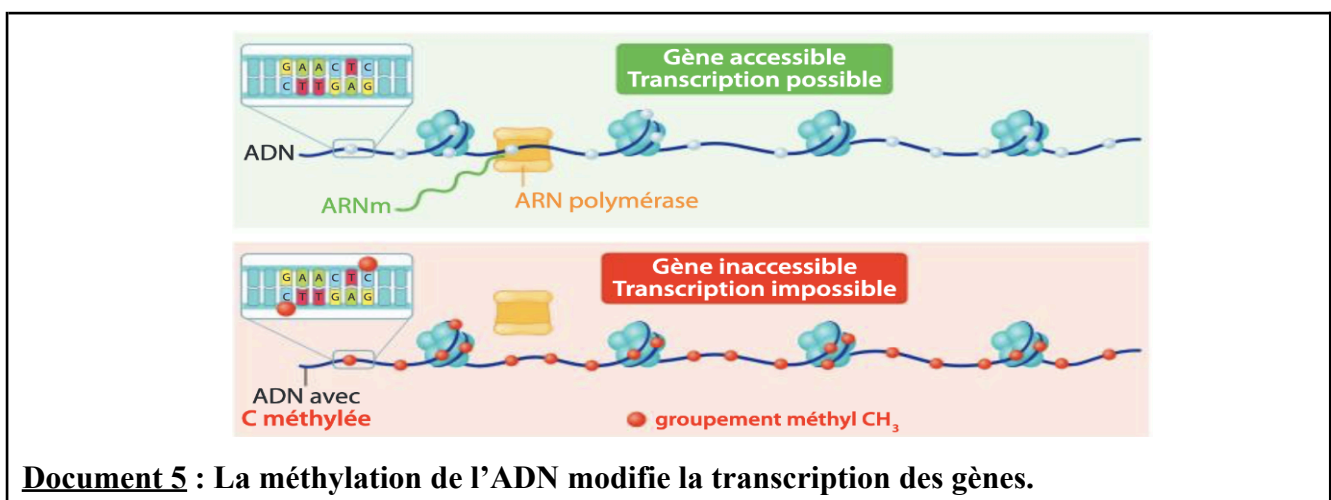 Gène accessible
Transcription possible
G A A C T C
C T T G A G
ADN
ARNm
ARN polymérase
Gène inaccessible
Transcription impossible
G A A C T C
C T T G A G
ADN avec
C méthylée
groupement méthyl CH₃
Document 5 : La méthylation de l’ADN modifie la transcription des gènes.